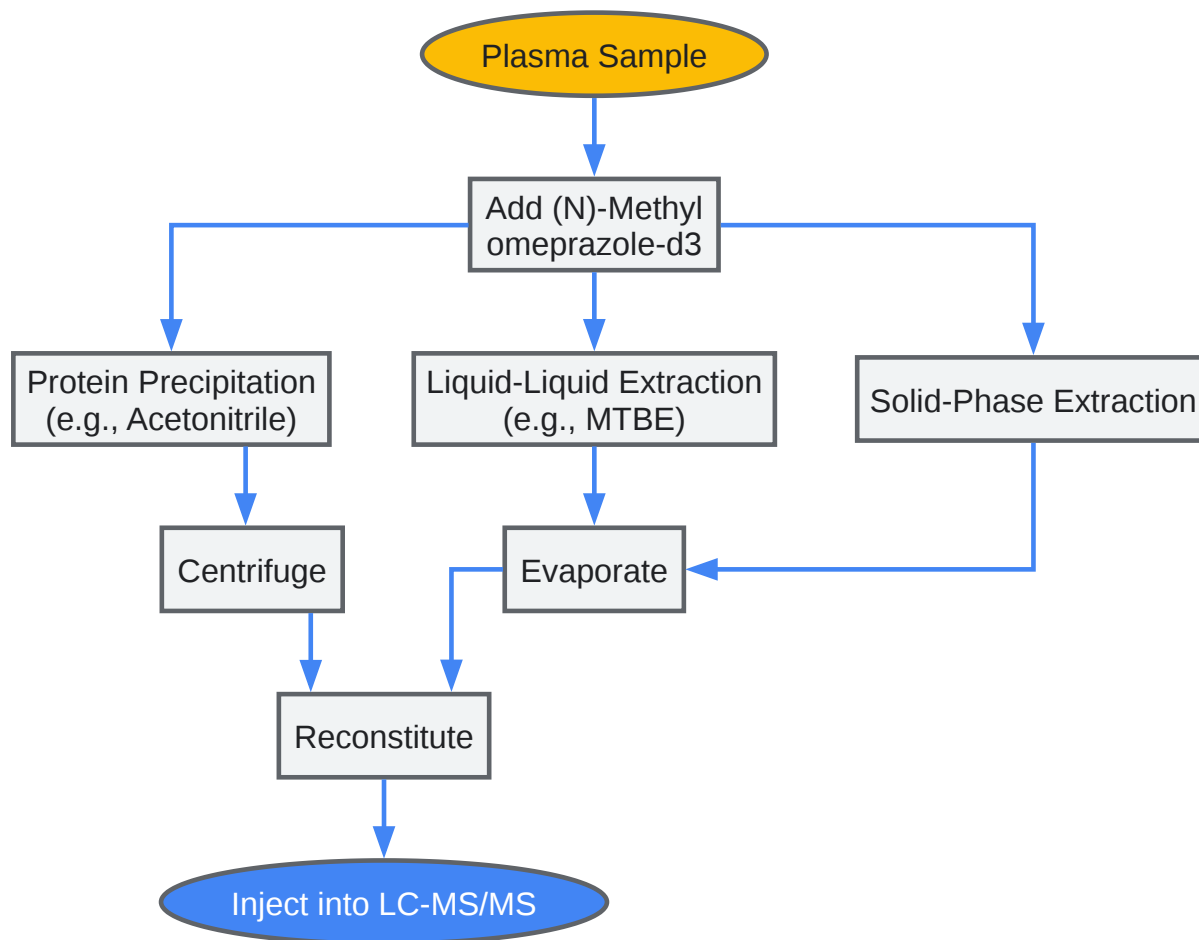 Plasma Sample
Add (N)-Methyl
omeprazole-d3
Protein Precipitation
(e.g., Acetonitrile)
Liquid-Liquid Extraction
(e.g., MTBE)
Solid-Phase Extraction
Centrifuge
Evaporate
Reconstitute
Inject into LC-MS/MS